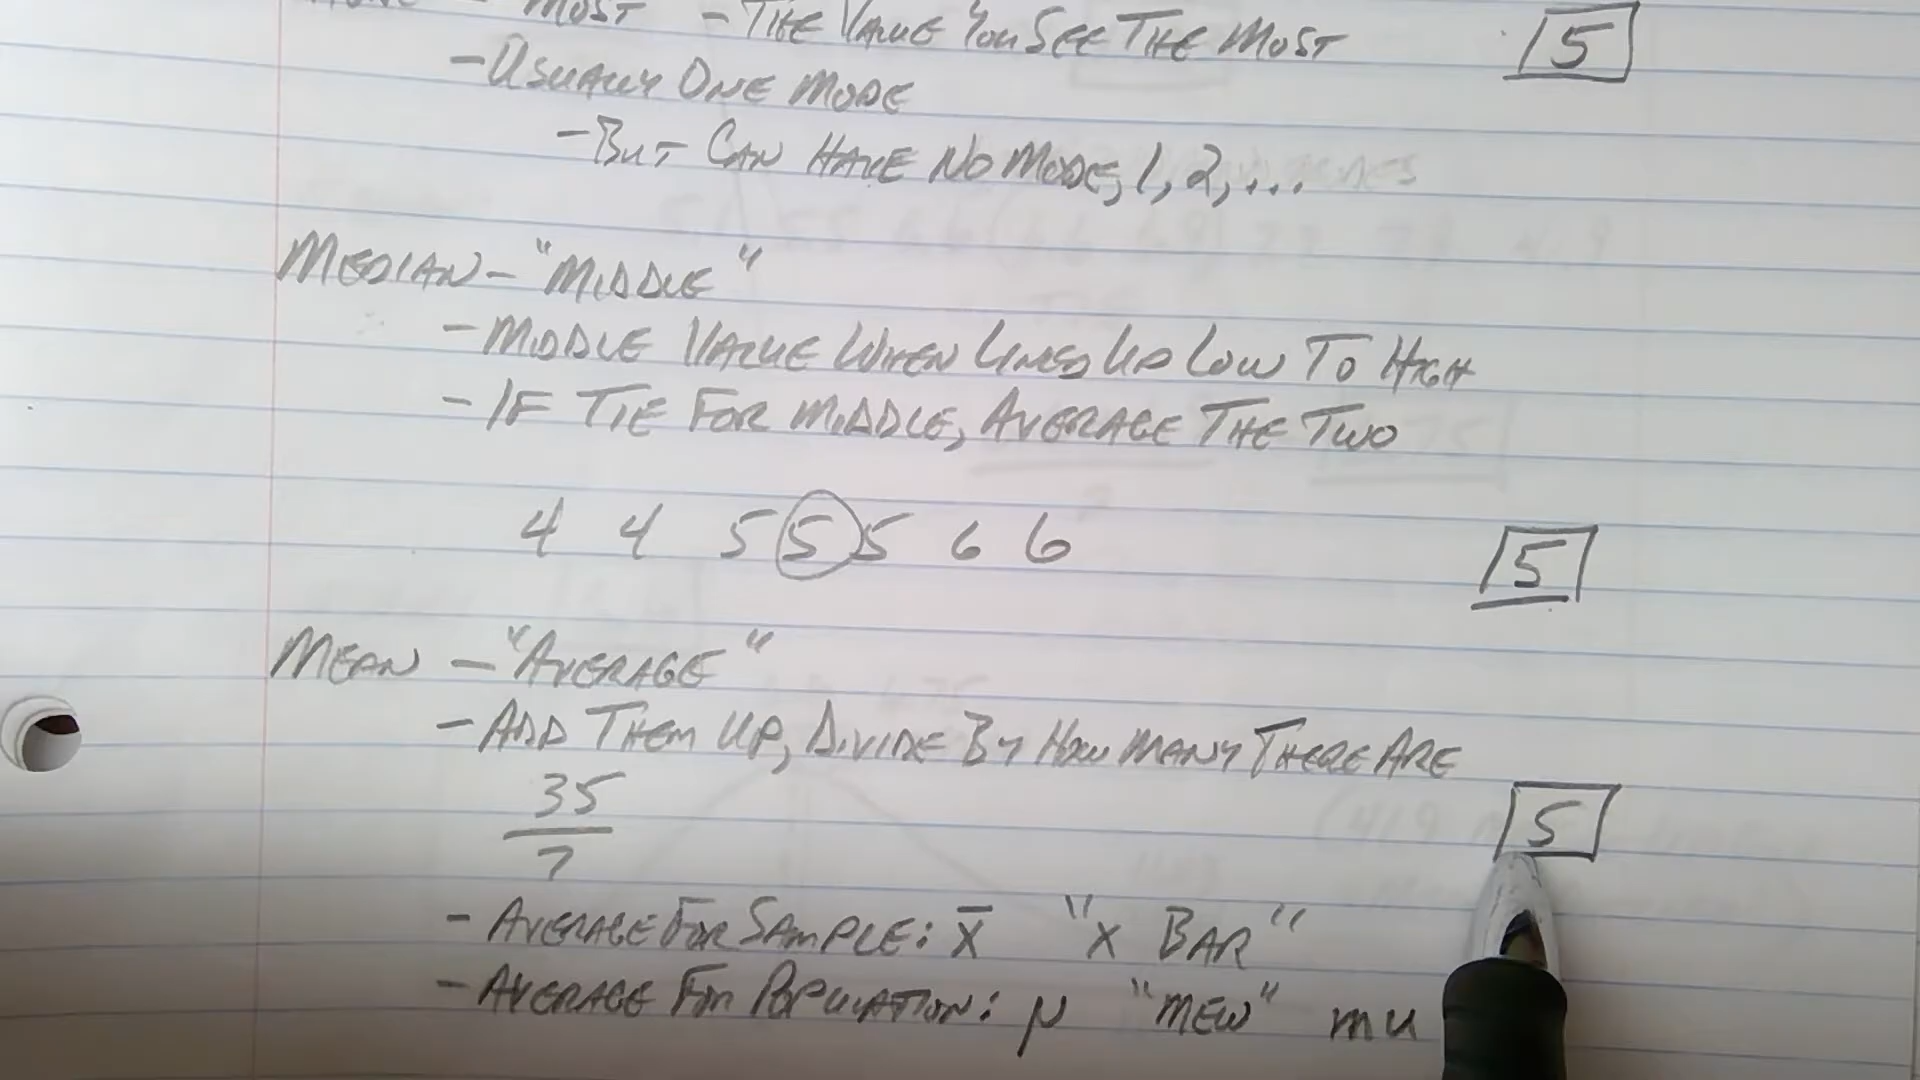 MOST - THE VALUE YOU SEE THE MOST 5
- USUALLY ONE MODE
- BUT CAN HAVE NO MODE, 1, 2, ...
MEDIAN - "MIDDLE"
- MIDDLE VALUE WHEN LINED UP LOW TO HIGH
- IF TIE FOR MIDDLE, AVERAGE THE TWO
4 4 5 5 5 6 6 5
MEAN - "AVERAGE"
- ADD THEM UP, DIVIDE BY HOW MANY THERE ARE
35
7
5
- AVERAGE FOR SAMPLE: x̄ "X BAR"
- AVERAGE FOR POPULATION: μ "MEW" mu